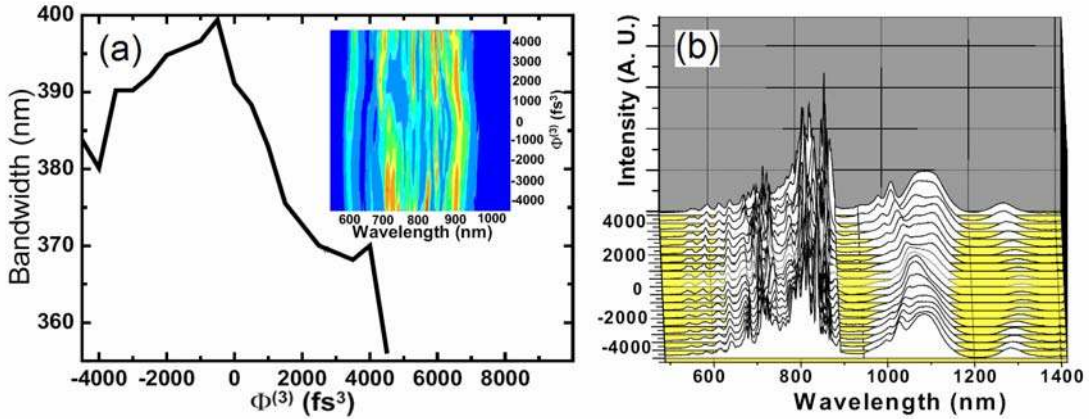 (a)
Bandwidth (nm)
400
390
380
370
360
-4000 -2000 0 2000 4000 6000 8000
Φ(3) (fs3)
4000
3000
2000
1000
0
-1000
-2000
-3000
-4000
Φ(3) (fs3)
600 700 800 900 1000
Wavelength (nm)
(b)
Intensity (A. U.)
4000
2000
0
-2000
-4000
600 800 1000 1200 1400
Wavelength (nm)